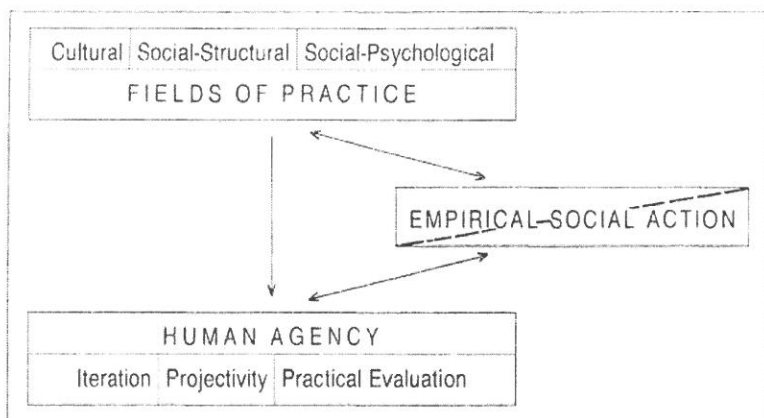 Cultural Social-Structural Social-Psychological
FIELDS OF PRACTICE
EMPIRICAL SOCIAL ACTION
HUMAN AGENCY
Iteration Projectivity Practical Evaluation